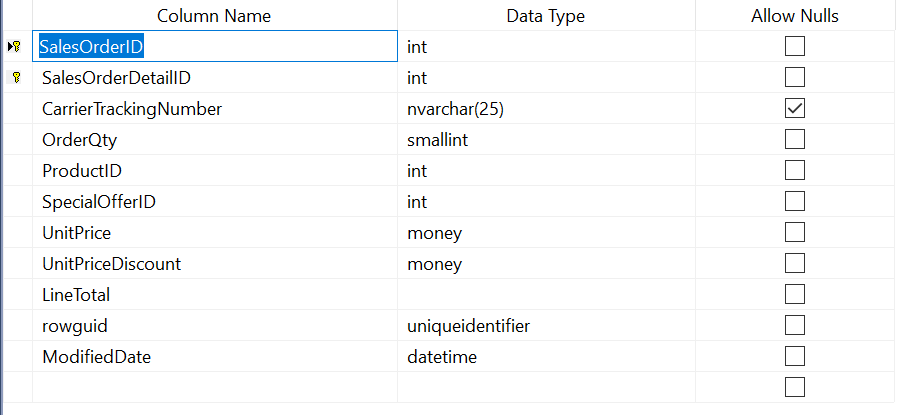 Column Name Data Type Allow Nulls
SalesOrderID int
SalesOrderDetailID int
CarrierTrackingNumber nvarchar(25)
OrderQty smallint
ProductID int
SpecialOfferID int
UnitPrice money
UnitPriceDiscount money
LineTotal
rowguid uniqueidentifier
ModifiedDate datetime